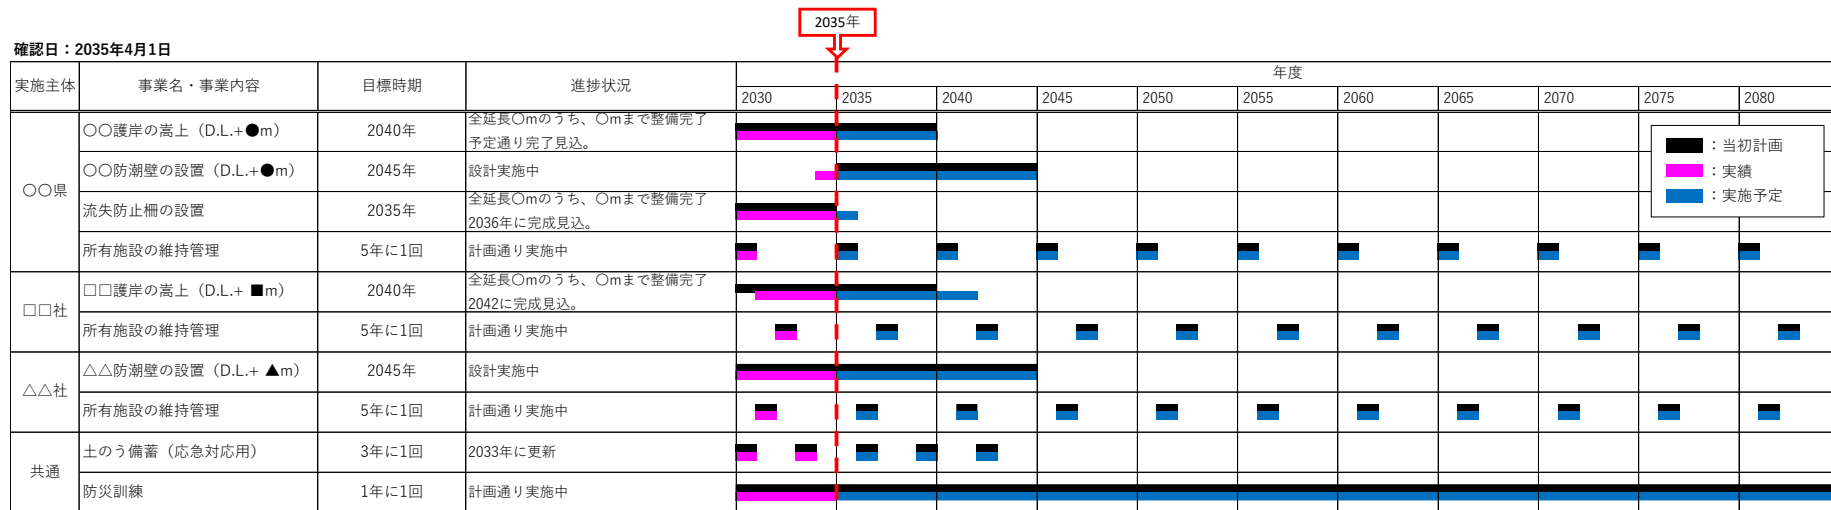 2035年
確認日：2035年4月1日
実施主体 事業名・事業内容 目標時期 進捗状況 年度
2030 2035 2040 2045 2050 2055 2060 2065 2070 2075 2080
〇〇県
〇〇護岸の嵩上（D.L.+●m） 2040年 全延長〇mのうち、〇mまで整備完了
予定通り完了見込。
〇〇防潮壁の設置（D.L.+●m） 2045年 設計実施中
流失防止柵の設置 2035年 全延長〇mのうち、〇mまで整備完了
2036年に完成見込。
所有施設の維持管理 5年に1回 計画通り実施中
□□社
□□護岸の嵩上（D.L.+ ■m） 2040年 全延長〇mのうち、〇mまで整備完了
2042に完成見込。
所有施設の維持管理 5年に1回 計画通り実施中
△△社
△△防潮壁の設置（D.L.+ ▲m） 2045年 設計実施中
所有施設の維持管理 5年に1回 計画通り実施中
共通
土のう備蓄（応急対応用） 3年に1回 2033年に更新
防災訓練 1年に1回 計画通り実施中
：当初計画
：実績
：実施予定